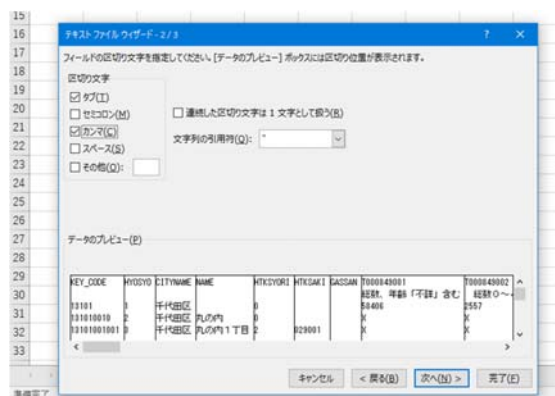 15
16
17
18
19
20
21
22
23
24
25
26
27
28
29
30
31
32
33
テキスト ファイル ウィザード - 2 / 3
? ×
フィールドの区切り文字を指定してください。[データのプレビュー] ボックスには区切り位置が表示されます。
区切り文字
タブ(T)
セミコロン(M)
カンマ(C)
スペース(S)
その他(O):
連続した区切り文字は 1 文字として扱う(R)
文字列の引用符(Q): "
データのプレビュー(P)
KEY_CODE HYOSYO CITYNAME NAME HTKSYORI HTKSAKI GASSAN T000849001 T000849002
総数、年齢「不詳」含む 総数0~
13101 1 千代田区 0 58406 2557
131010010 2 千代田区 丸の内 0 X X
13101001001 3 千代田区 丸の内1丁目 2 029001 X X
キャンセル
< 戻る(B)
次へ(N) >
完了(F)
準備完了